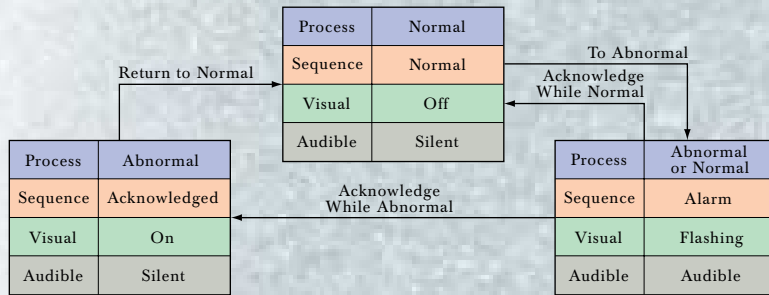 Process Normal
Sequence Normal
Visual Off
Audible Silent
Return to Normal
To Abnormal
Acknowledge
While Normal
Process Abnormal
Sequence Acknowledged
Visual On
Audible Silent
Acknowledge
While Abnormal
Process Abnormal
or Normal
Sequence Alarm
Visual Flashing
Audible Audible